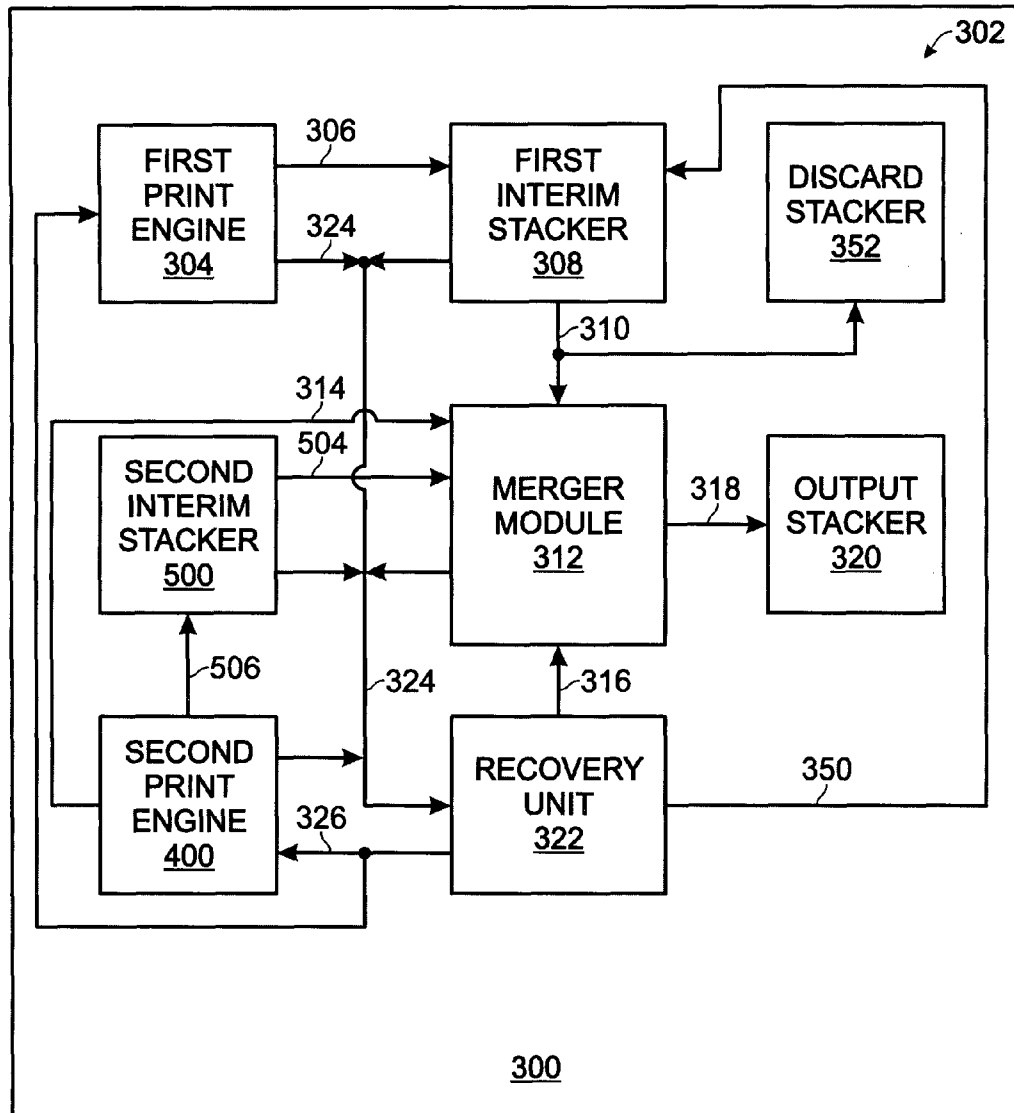 302
306
FIRST
PRINT
ENGINE
304
324
FIRST
INTERIM
STACKER
308
DISCARD
STACKER
352
310
314
504
SECOND
INTERIM
STACKER
500
MERGER
MODULE
312
318
OUTPUT
STACKER
320
506
324
316
SECOND
PRINT
ENGINE
400
326
RECOVERY
UNIT
322
350
300